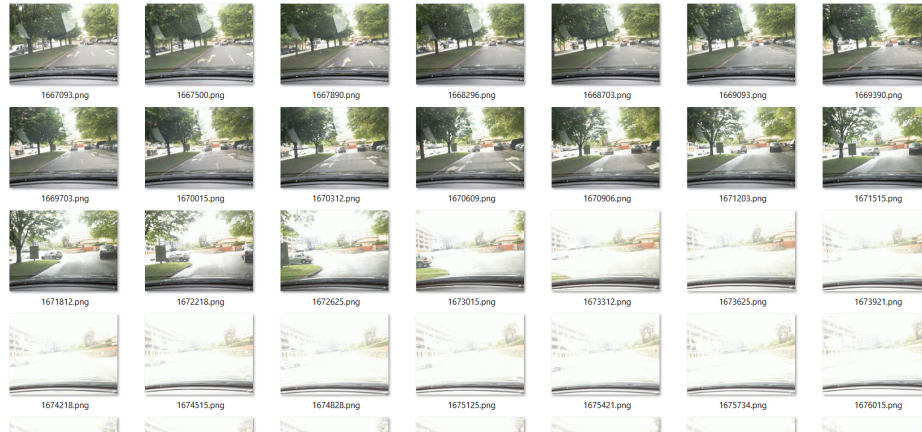 1667093.png 1667500.png 1667890.png 1668296.png 1668703.png 1669093.png 1669390.png
1669703.png 1670015.png 1670312.png 1670609.png 1670906.png 1671203.png 1671515.png
1671812.png 1672218.png 1672625.png 1673015.png 1673312.png 1673625.png 1673921.png
1674218.png 1674515.png 1674828.png 1675125.png 1675421.png 1675734.png 1676015.png